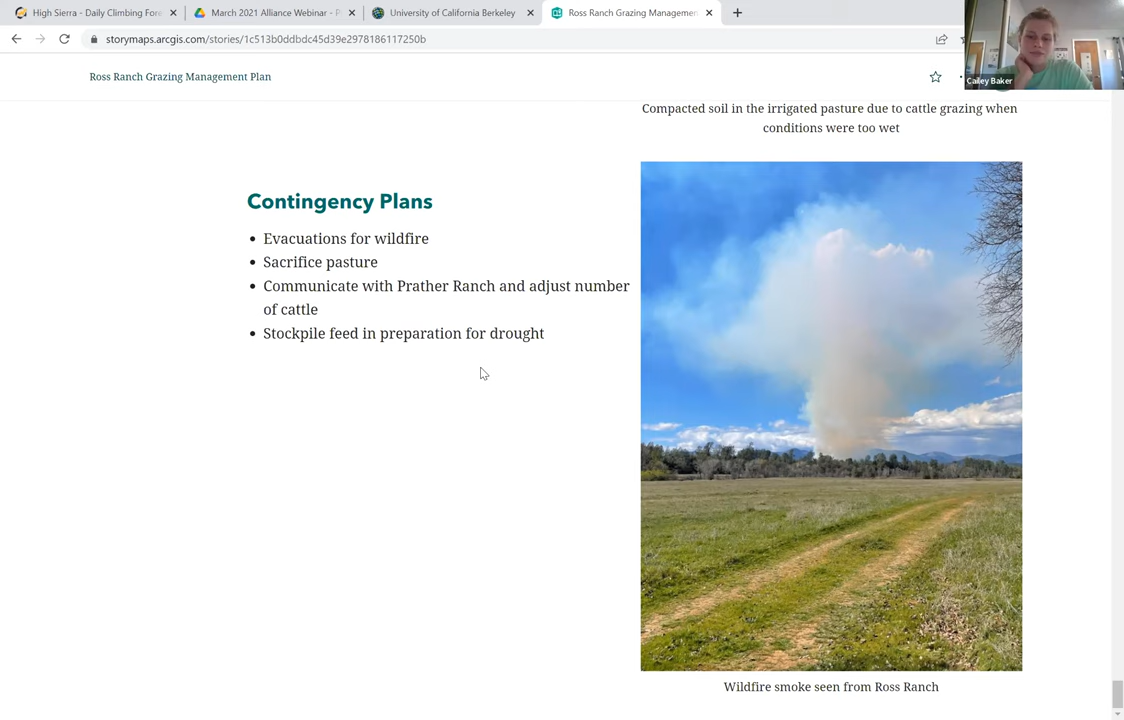 High Sierra - Daily Climbing Fore
March 2021 Alliance Webinar - P
University of California Berkeley
Ross Ranch Grazing Managemen
storymaps.arcgis.com/stories/1c513b0ddbdc45d39e2978186117250b
Ross Ranch Grazing Management Plan
Cailey Baker
Compacted soil in the irrigated pasture due to cattle grazing when
conditions were too wet
Contingency Plans
• Evacuations for wildfire
• Sacrifice pasture
• Communicate with Prather Ranch and adjust number
of cattle
• Stockpile feed in preparation for drought
Wildfire smoke seen from Ross Ranch